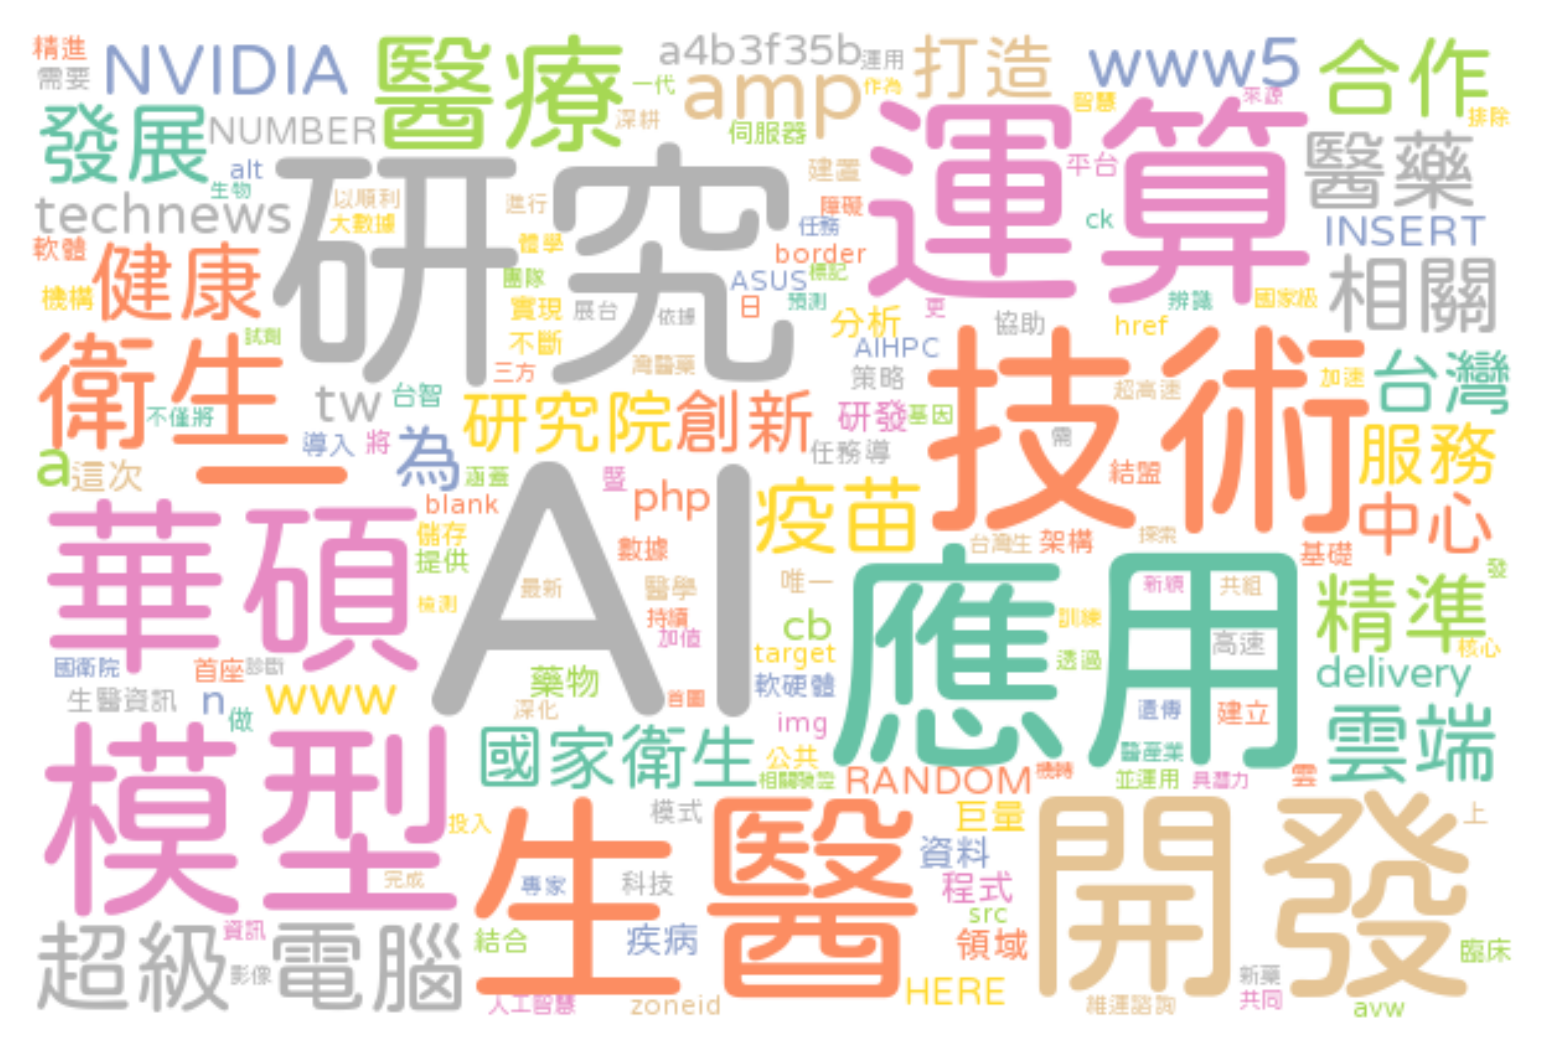 精進
NVIDIA
醫療
a4b3f35b
運用
打造
www5
合作
需要
一代
amp
作為
智慧
來源
排除
發展
NUMBER
深耕
伺服器
運算
醫藥
alt
生物
研究
建置
平台
technews
以順利
大數據
進行
障礙
任務
ck
INSERT
軟體
健康
體學
border
相關
機構
團隊
ASUS
標記
實現
展台
依據
日
預測
分析
更
協助
辨識
國家級
href
衛生
試劑
不斷
AIHPC
技術
三方
灣醫藥
策略
超高速
加速
台灣
不僅將
tw
台智
研究院
創新
研發
基因
需
服務
a
這次
導入
將
為
涵蓋
任務導
結盟
AI
暨
php
疫苗
中心
華碩
blank
儲存
提供
數據
台灣生
架構
探索
基礎
發
最新
醫學
唯一
應用
新穎
共組
精準
檢測
持續
加值
cb
訓練
高速
核心
國衛院
首座
診斷
target
透過
delivery
生醫資訊
n
做
www
藥物
深化
首圖
軟硬體
img
遺傳
建立
雲端
模型
國家衛生
公共
醫產業
相關驗證
RANDOM
機轉
並運用
具潛力
雲
投入
生醫
模式
巨量
開發
上
完成
專家
科技
資料
程式
src
超級
資訊
影像
電腦
結合
疾病
領域
臨床
人工智慧
zoneid
HERE
維運諮詢
新藥
共同
avw